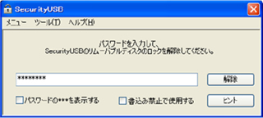 SecurityUSB
メニュー ツール(T) ヘルプ(H)
パスワードを入力して、
SecurityUSBのリムーバブルディスクのロックを解除してください。
******** 解除
パスワードの***を表示する 書込み禁止で使用する ヒント